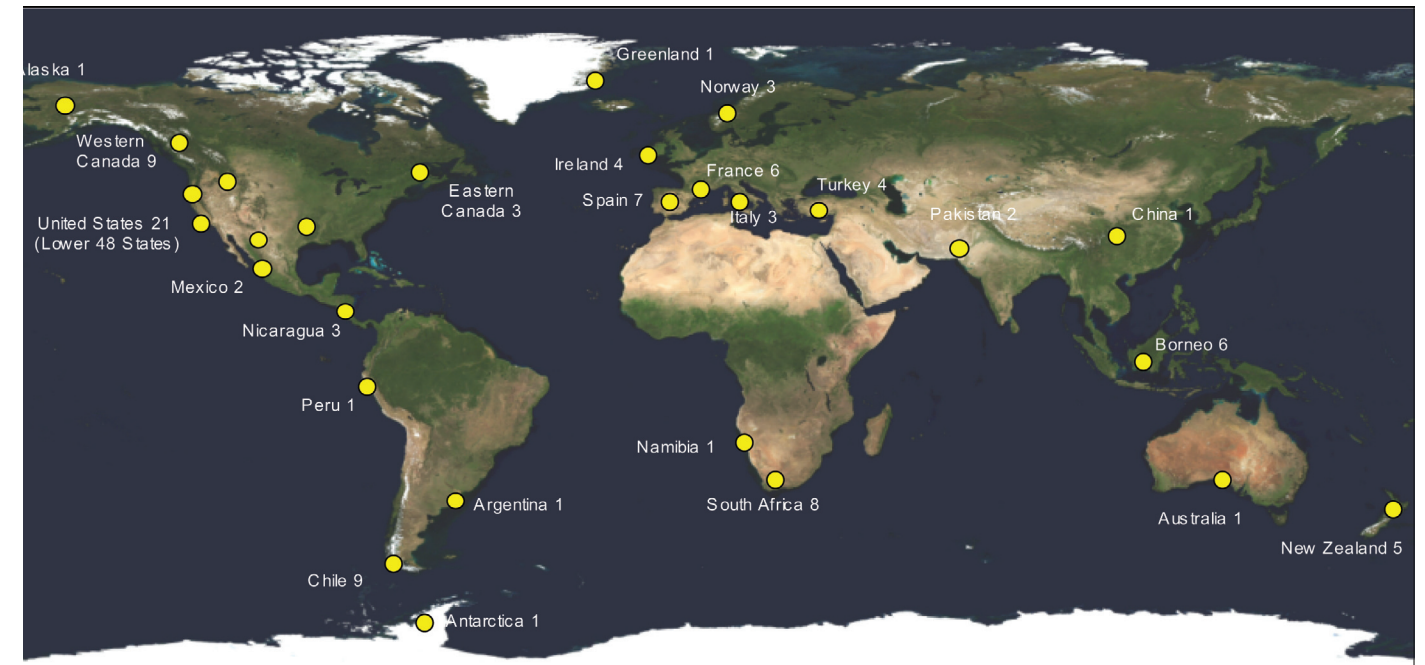 Greenland 1
laska 1
Norway 3
Western
Canada 9
Ireland 4
France 6
Eastern
Canada 3
Spain 7
Turkey 4
Italy 3
Pakistan 2
China 1
United States 21
(Lower 48 States)
Mexico 2
Nicaragua 3
Borneo 6
Peru 1
Namibia 1
Argentina 1
South Africa 8
Australia 1
New Zealand 5
Chile 9
Antarctica 1